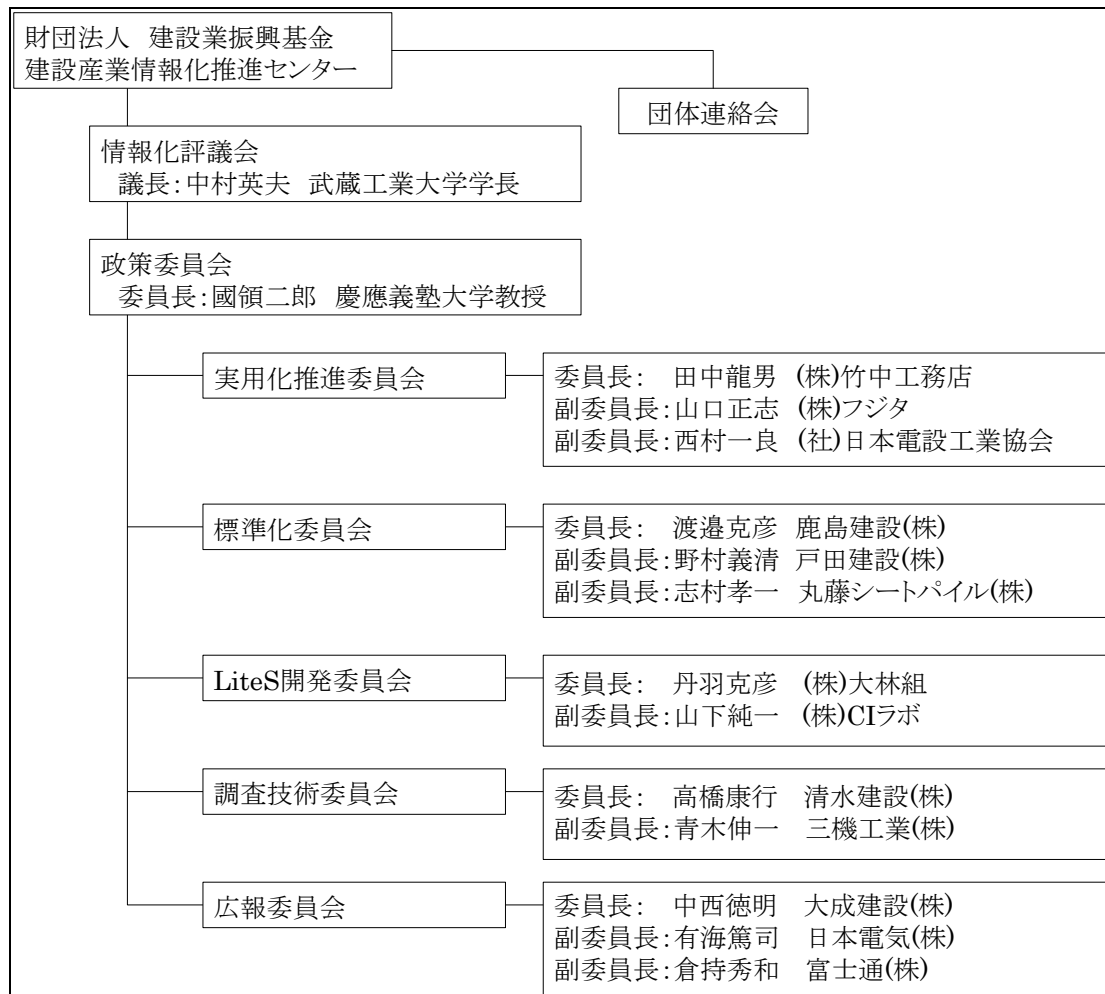 財団法人 建設業振興基金
建設産業情報化推進センター
団体連絡会
情報化評議会
議長:中村英夫 武蔵工業大学学長
政策委員会
委員長:國領二郎 慶應義塾大学教授
実用化推進委員会
委員長: 田中龍男 (株)竹中工務店
副委員長:山口正志 (株)フジタ
副委員長:西村一良 (社)日本電設工業協会
標準化委員会
委員長: 渡邉克彦 鹿島建設(株)
副委員長:野村義清 戸田建設(株)
副委員長:志村孝一 丸藤シートパイル(株)
LiteS開発委員会
委員長: 丹羽克彦 (株)大林組
副委員長:山下純一 (株)CIラボ
調査技術委員会
委員長: 高橋康行 清水建設(株)
副委員長:青木伸一 三機工業(株)
広報委員会
委員長: 中西徳明 大成建設(株)
副委員長:有海篤司 日本電気(株)
副委員長:倉持秀和 富士通(株)